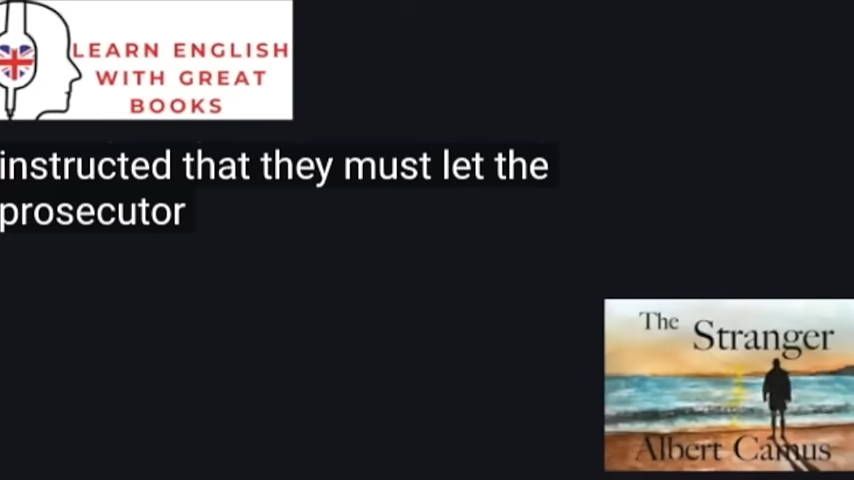 LEARN ENGLISH
WITH GREAT
BOOKS
instructed that they must let the
prosecutor
The Stranger
Albert Camus